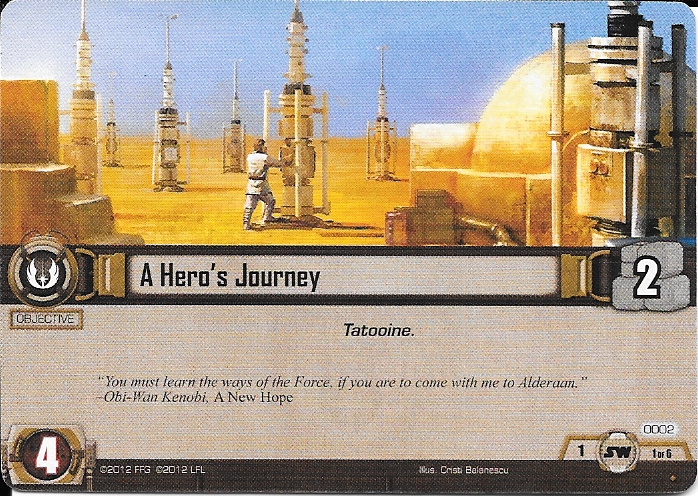 A Hero's Journey
2
OBJECTIVE
Tatooine.
"You must learn the ways of the Force, if you are to come with me to Alderaan."
–Obi-Wan Kenobi, A New Hope
4
©2012 FFG ©2012 LFL
Illus. Cristi Balanescu
0002
1
SW
1 OF 6